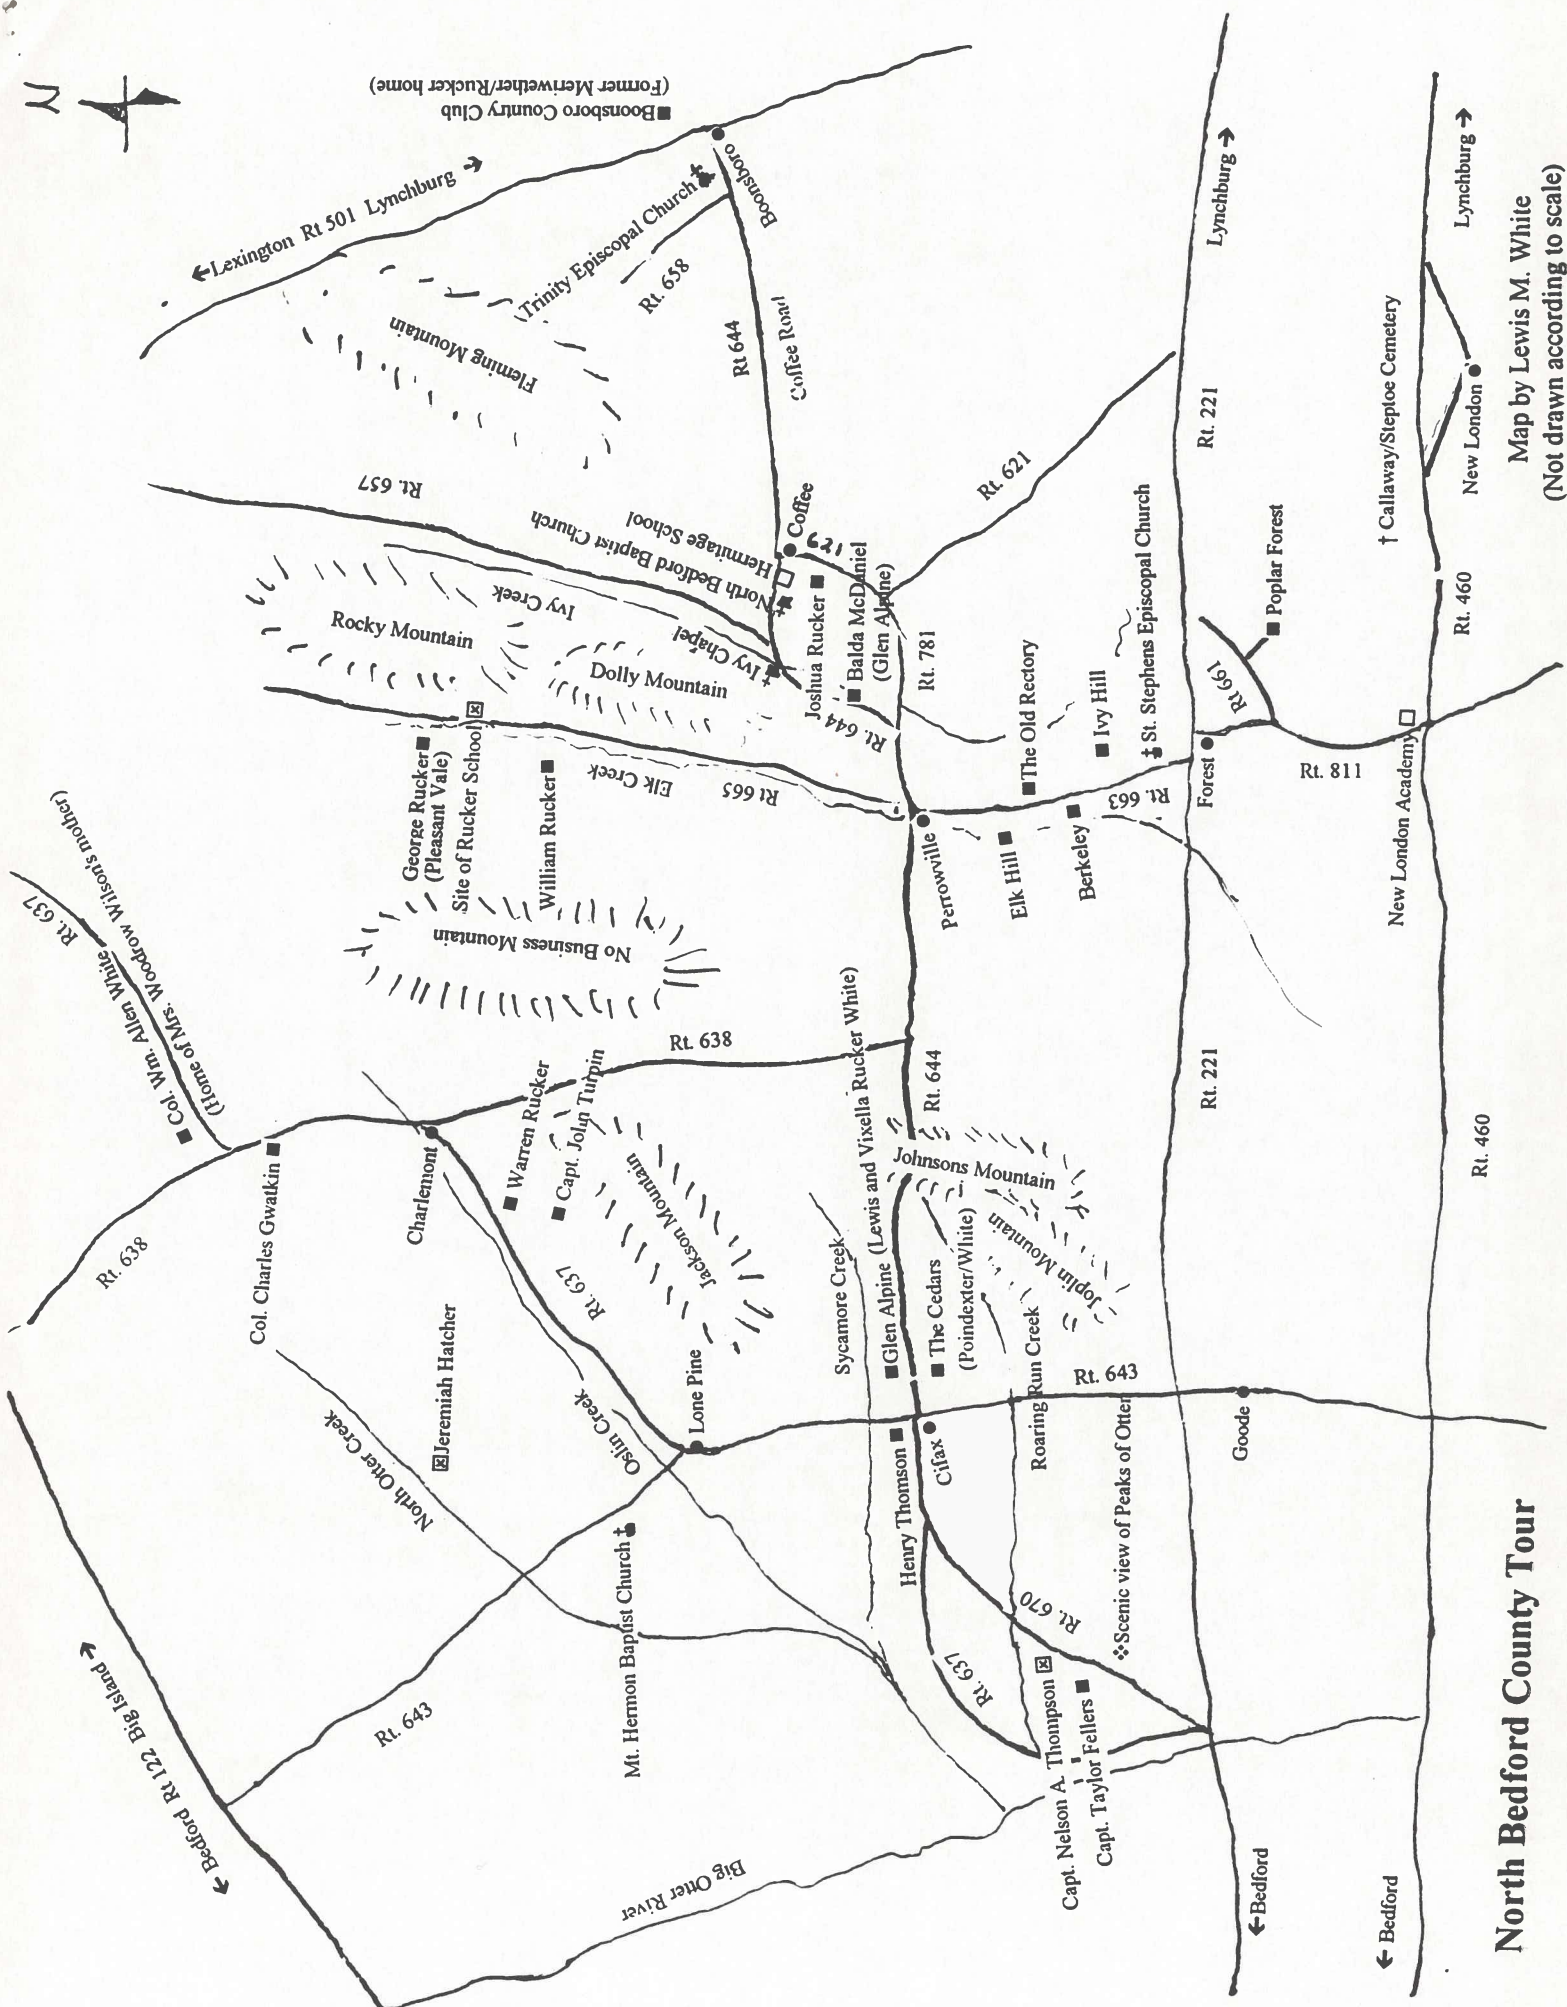 N
Boonsboro Country Club
(Former Meriwether/Rucker home)
←Lexington Rt 501 Lynchburg →
Trinity Episcopal Church
Boonsboro
Boonsboro
Rt. 658
Fleming Mountain
Rt 644
Coffee Road
Rt. 657
Coffee
621
Hermitage School
North Bedford Baptist Church
Ivy Chapel
Ivy Creek
Rocky Mountain
Dolly Mountain
Joshua Rucker
Balda McDaniel
(Glen Alpine)
Rt. 644
Rt. 781
Rt. 621
Lynchburg →
Rt. 221
Lynchburg →
† Callaway/Steptoe Cemetery
New London
Rt. 460
Poplar Forest
Rt 661
St. Stephens Episcopal Church
Ivy Hill
The Old Rectory
Rt. 663
Forest
Rt. 811
New London Academy
Elk Hill
Berkeley
Perrowville
Rt 665
Elk Creek
George Rucker
(Pleasant Vale)
Site of Rucker School
William Rucker
No Business Mountain
Rt. 637
Col. Wm. Allen White
(Home of Mrs. Woodrow Wilson's mother)
Rt. 638
Col. Charles Gwatkin
Charlemont
Rt. 638
Warren Rucker
Capt. John Turpin
Jackson Mountain
Rt. 637
Rt. 644
Johnsons Mountain
Joplin Mountain
Glen Alpine (Lewis and Vixella Rucker White)
The Cedars
(Poindexter/White)
Sycamore Creek
Roaring Run Creek
Rt. 643
Rt. 221
Rt. 460
Jeremiah Hatcher
North Otter Creek
Oslin Creek
Lone Pine
Mt. Hermon Baptist Church
Henry Thomson
Cifax
Goode
Scenic view of Peaks of Otter
Rt. 670
Rt. 637
Capt. Nelson A. Thompson
Capt. Taylor Fellers
Rt. 643
← Bedford Rt 122 Big Island →
Big Otter River
←Bedford
← Bedford
North Bedford County Tour
Map by Lewis M. White
(Not drawn according to scale)